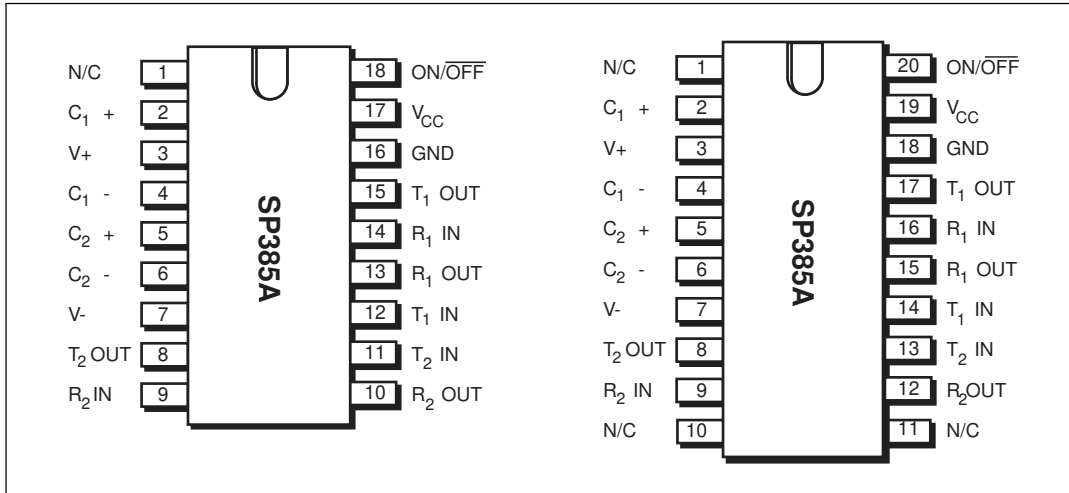 N/C 1
C1 + 2
V+ 3
C1 - 4
C2 + 5
C2 - 6
V- 7
T2 OUT 8
R2 IN 9
SP385A
18 ON/OFF
17 VCC
16 GND
15 T1 OUT
14 R1 IN
13 R1 OUT
12 T1 IN
11 T2 IN
10 R2 OUT
N/C 1
C1 + 2
V+ 3
C1 - 4
C2 + 5
C2 - 6
V- 7
T2 OUT 8
R2 IN 9
N/C 10
SP385A
20 ON/OFF
19 VCC
18 GND
17 T1 OUT
16 R1 IN
15 R1 OUT
14 T1 IN
13 T2 IN
12 R2OUT
11 N/C